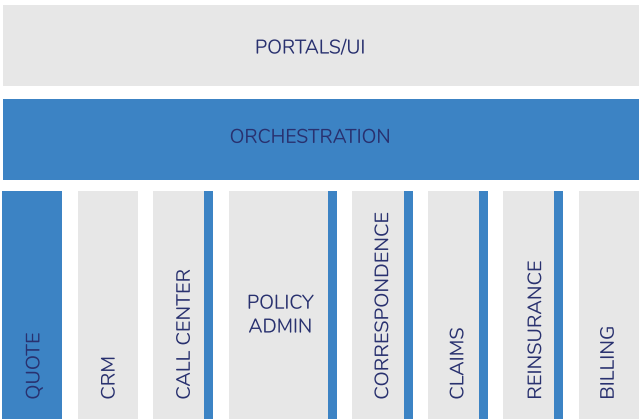 PORTALS/UI
ORCHESTRATION
QUOTE
CRM
CALL CENTER
POLICY
ADMIN
CORRESPONDENCE
CLAIMS
REINSURANCE
BILLING